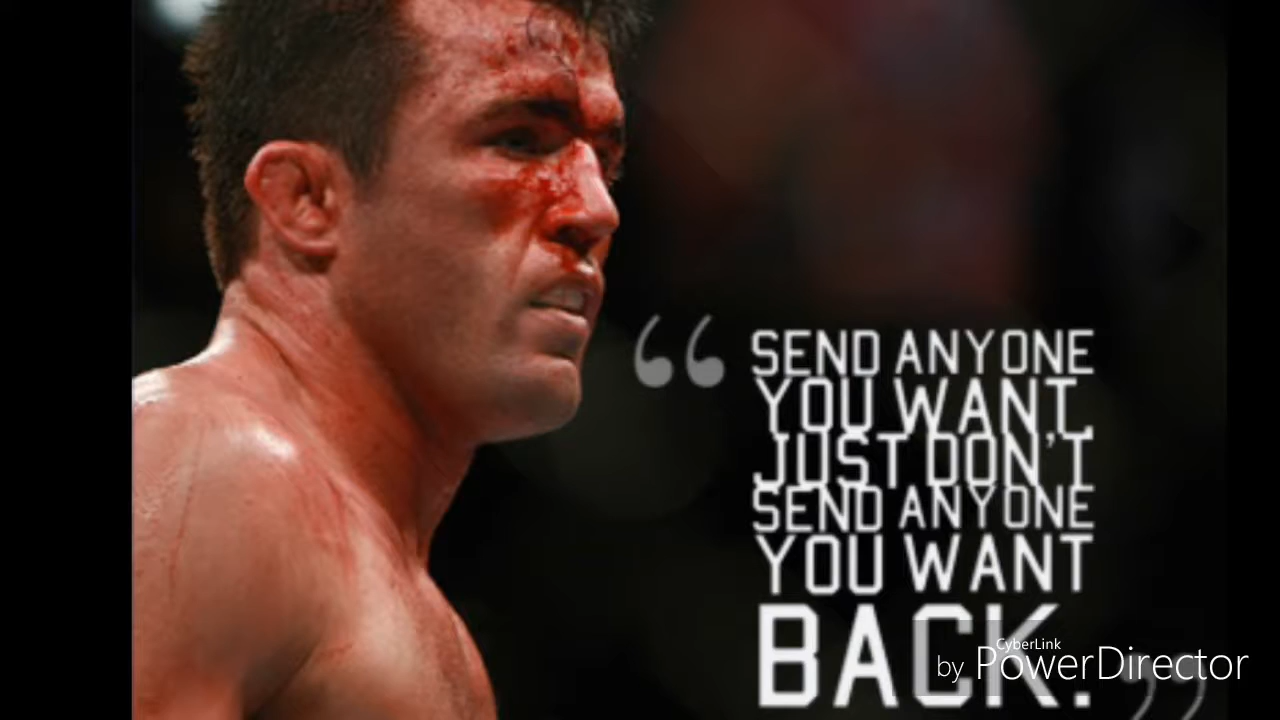 “ SEND ANYONE
YOU WANT,
JUST DON'T
SEND ANYONE
YOU WANT
BACK. ”
CyberLink
by PowerDirector